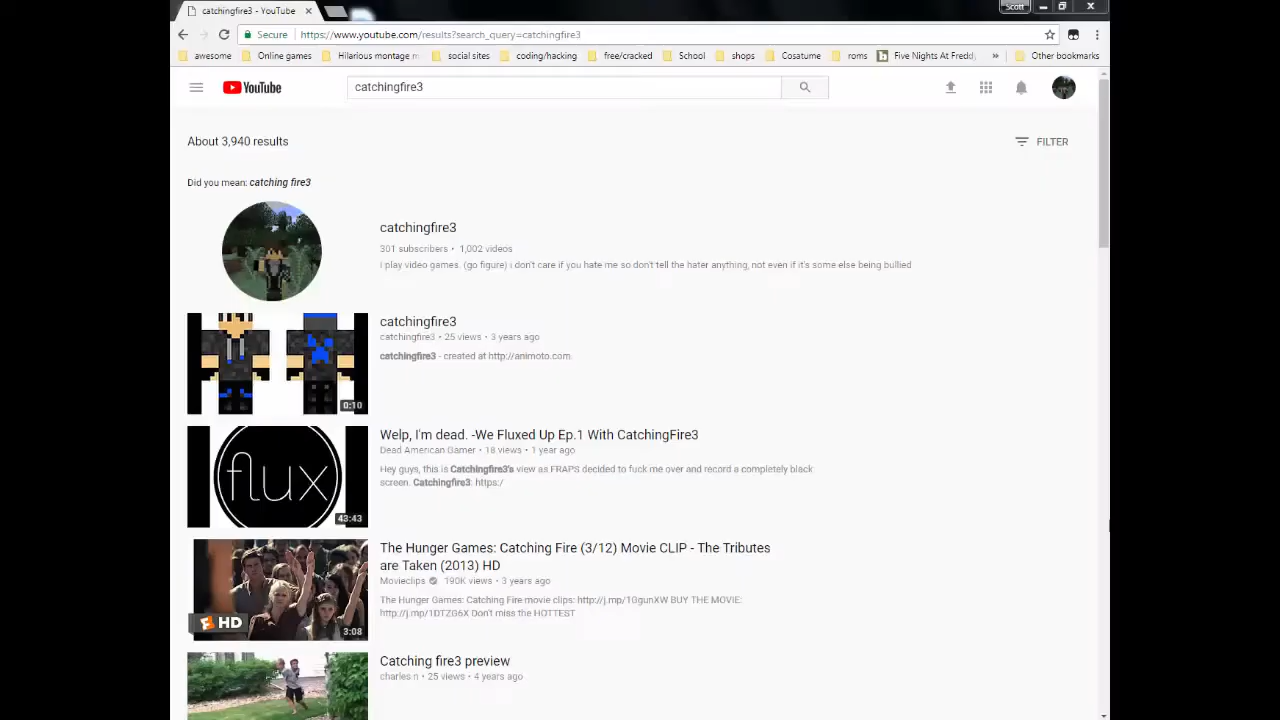 catchingfire3 - YouTube
Scott
Secure
https://www.youtube.com/results?search_query=catchingfire3
awesome
Online games
Hilarious montage m
social sites
coding/hacking
free/cracked
School
shops
Cosatume
roms
Five Nights At Freddy
»
Other bookmarks
YouTube
catchingfire3
About 3,940 results
FILTER
Did you mean: catching fire3
catchingfire3
301 subscribers • 1,002 videos
i play video games. (go figure) i don't care if you hate me so don't tell the hater anything, not even if it's some else being bullied
catchingfire3
catchingfire3 • 25 views • 3 years ago
catchingfire3 - created at http://animoto.com.
0:10
Welp, I'm dead. -We Fluxed Up Ep.1 With CatchingFire3
Dead American Gamer • 18 views • 1 year ago
Hey guys, this is Catchingfire3's view as FRAPS decided to fuck me over and record a completely black
screen. Catchingfire3: https:/
flux
43:43
The Hunger Games: Catching Fire (3/12) Movie CLIP - The Tributes
are Taken (2013) HD
Movieclips 190K views • 3 years ago
The Hunger Games: Catching Fire movie clips: http://j.mp/10gunXW BUY THE MOVIE:
http://j.mp/1DTZG6X Don't miss the HOTTEST
HD
3:08
Catching fire3 preview
charles n • 25 views • 4 years ago